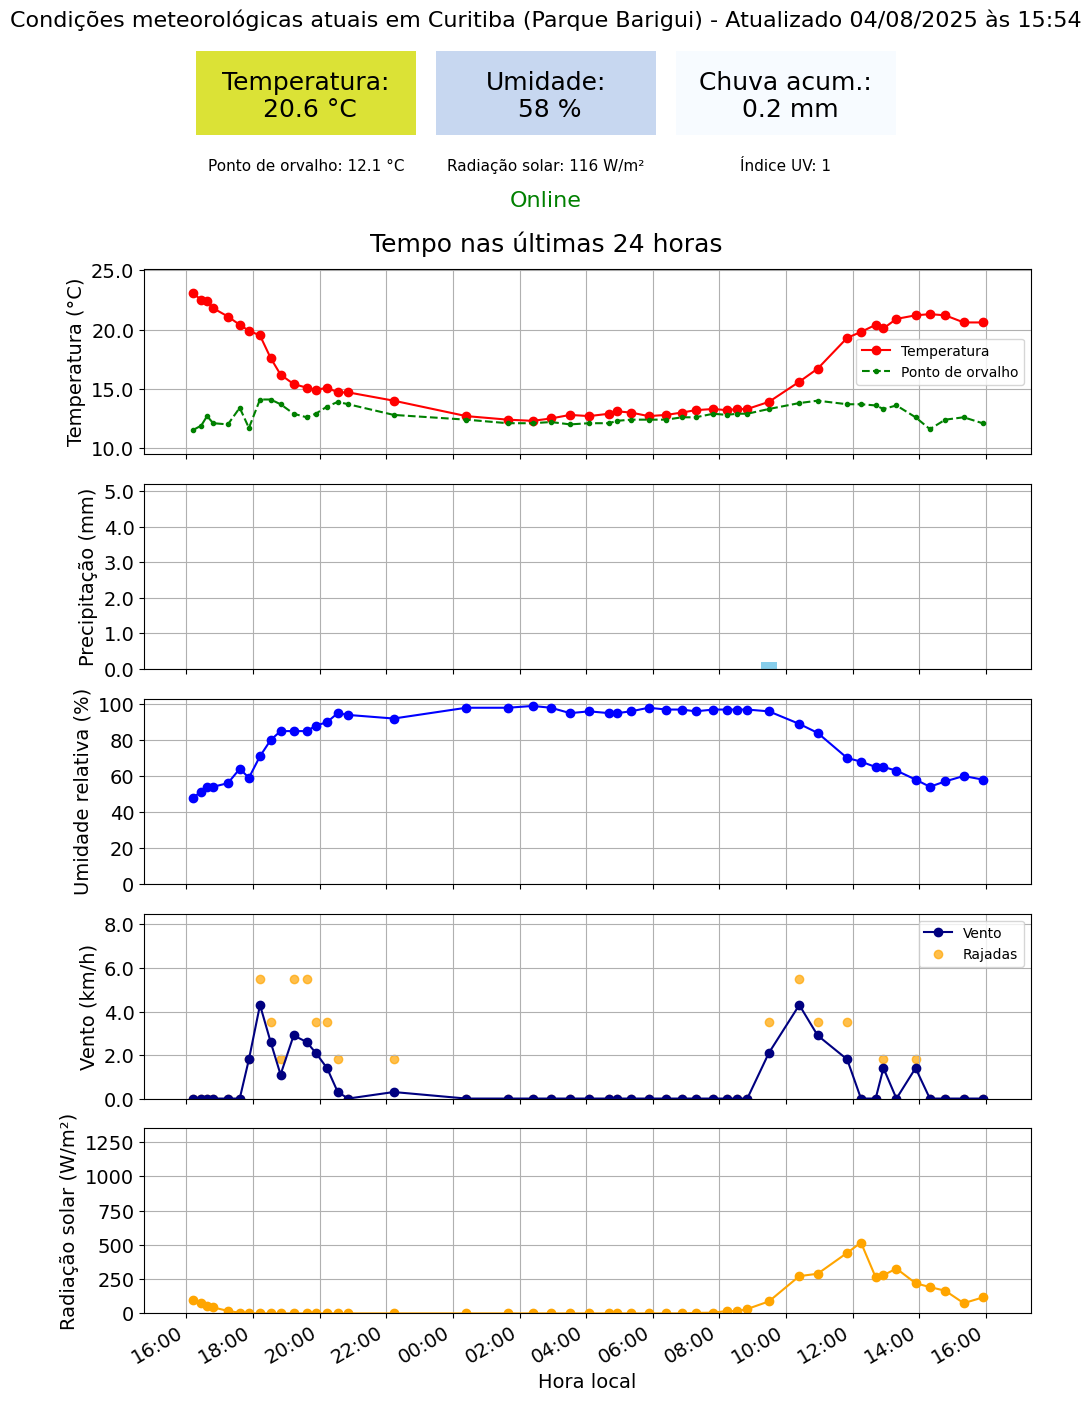 Condições meteorológicas atuais em Curitiba (Parque Barigui) - Atualizado 04/08/2025 às 15:54
Temperatura:
20.6 °C
Umidade:
58 %
Chuva acum.:
0.2 mm
Ponto de orvalho: 12.1 °C
Radiação solar: 116 W/m²
Índice UV: 1
Online
Tempo nas últimas 24 horas
Temperatura (°C)
25.0
20.0
15.0
10.0
Temperatura
Ponto de orvalho
Precipitação (mm)
5.0
4.0
3.0
2.0
1.0
0.0
Umidade relativa (%)
100
80
60
40
20
0
Vento (km/h)
8.0
6.0
4.0
2.0
0.0
Vento
Rajadas
Radiação solar (W/m²)
1250
1000
750
500
250
0
16:00
18:00
20:00
22:00
00:00
02:00
04:00
06:00
08:00
10:00
12:00
14:00
16:00
Hora local